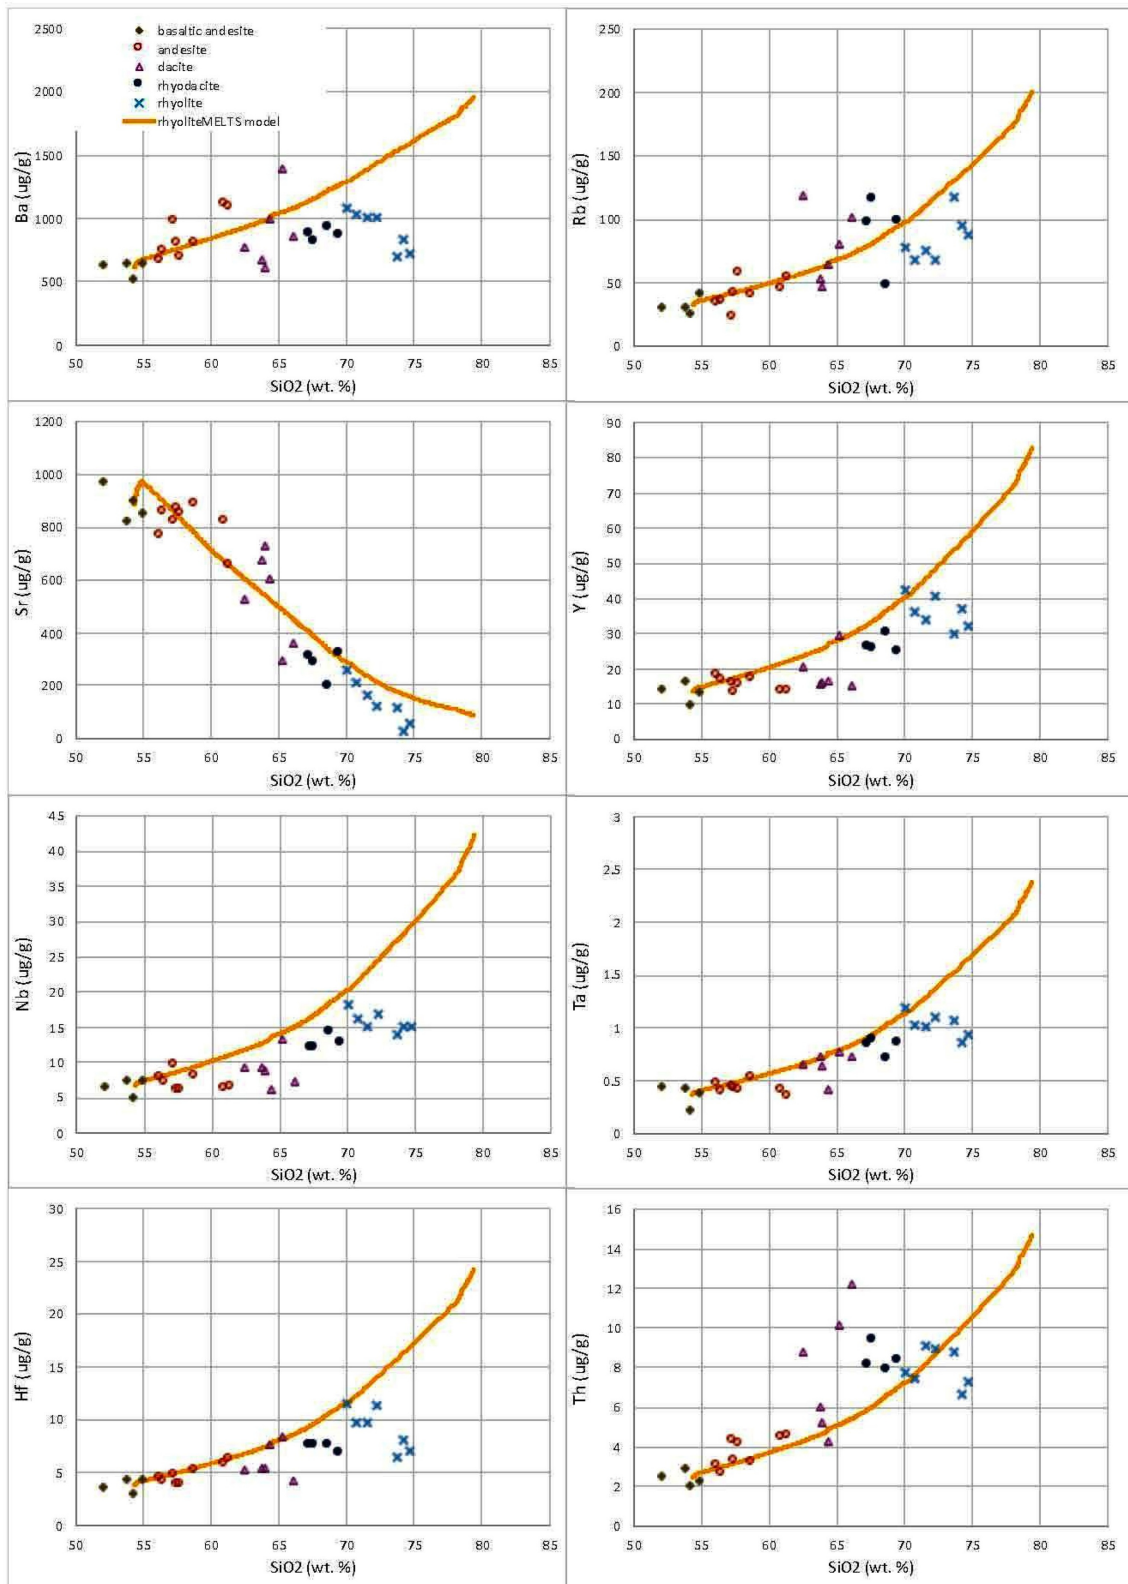 2500
2000
1500
1000
500
0
50 55 60 65 70 75 80 85
Ba (ug/g)
SiO2 (wt. %)
basaltic andesite
andesite
dacite
rhyodacite
rhyolite
rhyoliteMELTS model
250
200
150
100
50
0
50 55 60 65 70 75 80 85
Rb (ug/g)
SiO2 (wt. %)
1200
1000
800
600
400
200
0
50 55 60 65 70 75 80 85
Sr (ug/g)
SiO2 (wt. %)
90
80
70
60
50
40
30
20
10
0
50 55 60 65 70 75 80 85
Y (ug/g)
SiO2 (wt. %)
4.5
40
35
30
25
20
15
10
5
0
50 55 60 65 70 75 80 85
Nb (ug/g)
SiO2 (wt. %)
3
2.5
2
1.5
1
0.5
0
50 55 60 65 70 75 80 85
Ta (ug/g)
SiO2 (wt. %)
30
25
20
15
10
5
0
50 55 60 65 70 75 80 85
Hf (ug/g)
SiO2 (wt. %)
16
14
12
10
8
6
4
2
0
50 55 60 65 70 75 80 85
Th (ug/g)
SiO2 (wt. %)